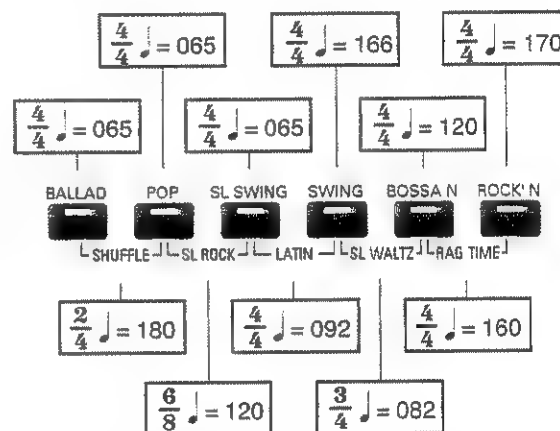 4/4 ♩ = 065
4/4 ♩ = 166
4/4 ♩ = 170
4/4 ♩ = 065
4/4 ♩ = 065
4/4 ♩ = 120
BALLAD POP SL SWING SWING BOSSA N ROCK'N
SHUFFLE SL ROCK LATIN SL WALTZ RAG TIME
2/4 ♩ = 180
4/4 ♩ = 092
4/4 ♩ = 160
6/8 ♩ = 120
3/4 ♩ = 082